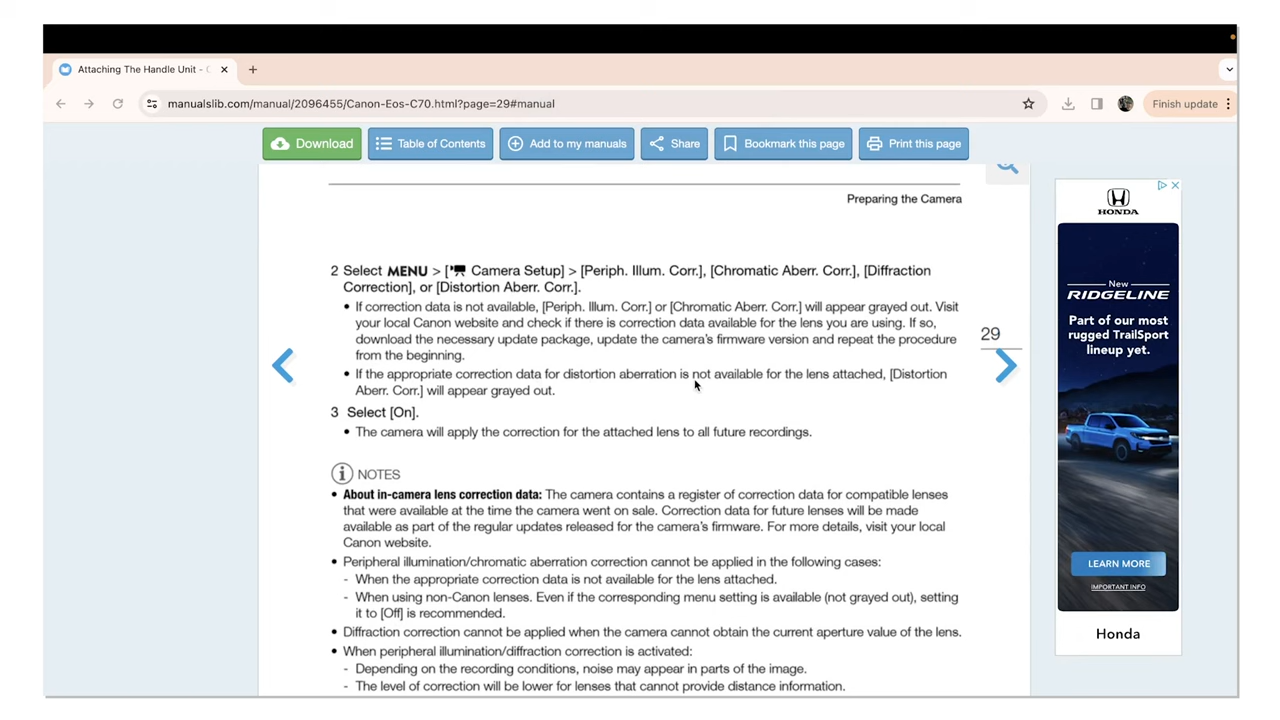 Attaching The Handle Unit - C
manualslib.com/manual/2096455/Canon-Eos-C70.html?page=29#manual
Finish update
Download
Table of Contents
Add to my manuals
Share
Bookmark this page
Print this page
Preparing the Camera
2 Select MENU > [ Camera Setup] > [Periph. Illum. Corr.], [Chromatic Aberr. Corr.], [Diffraction
Correction], or [Distortion Aberr. Corr.].
• If correction data is not available, [Periph. Illum. Corr.] or [Chromatic Aberr. Corr.] will appear grayed out. Visit
your local Canon website and check if there is correction data available for the lens you are using. If so,
download the necessary update package, update the camera's firmware version and repeat the procedure
from the beginning.
• If the appropriate correction data for distortion aberration is not available for the lens attached, [Distortion
Aberr. Corr.] will appear grayed out.
3 Select [On].
• The camera will apply the correction for the attached lens to all future recordings.
29
NOTES
• About in-camera lens correction data: The camera contains a register of correction data for compatible lenses
that were available at the time the camera went on sale. Correction data for future lenses will be made
available as part of the regular updates released for the camera's firmware. For more details, visit your local
Canon website.
• Peripheral illumination/chromatic aberration correction cannot be applied in the following cases:
- When the appropriate correction data is not available for the lens attached.
- When using non-Canon lenses. Even if the corresponding menu setting is available (not grayed out), setting
it to [Off] is recommended.
• Diffraction correction cannot be applied when the camera cannot obtain the current aperture value of the lens.
• When peripheral illumination/diffraction correction is activated:
- Depending on the recording conditions, noise may appear in parts of the image.
- The level of correction will be lower for lenses that cannot provide distance information.
HONDA
New
RIDGELINE
Part of our most
rugged TrailSport
lineup yet.
LEARN MORE
IMPORTANT INFO
Honda